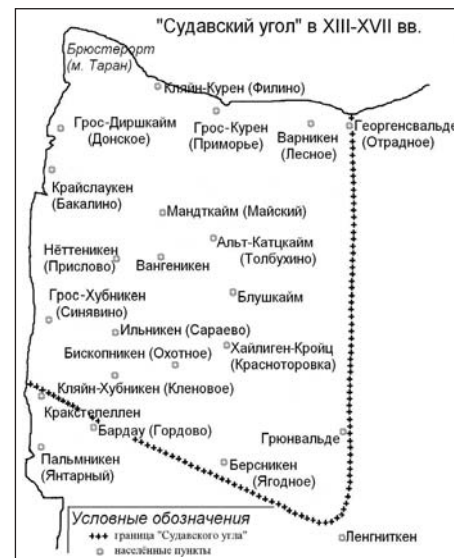 "Судавский угол" в XIII-XVII вв.
Брюстерорт
(м. Таран)
Кляйн-Курен (Филино)
Грос-Диршкайм
(Донское)
Грос-Курен
(Приморье)
Варникен
(Лесное)
Георгенсвальде
(Отрадное)
Крайслаукен
(Бакалино)
Мандткайм (Майский)
Альт-Катцкайм
(Толбухино)
Нёттеникен
(Прислово)
Вангеникен
Грос-Хубникен
(Синявино)
Блушкайм
Ильникен (Сараево)
Бископникен (Охотное)
Хайлиген-Кройц
(Красноторовка)
Кляйн-Хубникен (Кленовое)
Кракстепеллен
Бардау (Гордово)
Грюнвальде
Пальмникен
(Янтарный)
Берсникен
(Ягодное)
Условные обозначения
граница "Судавского угла"
населённые пункты
Ленгниткен